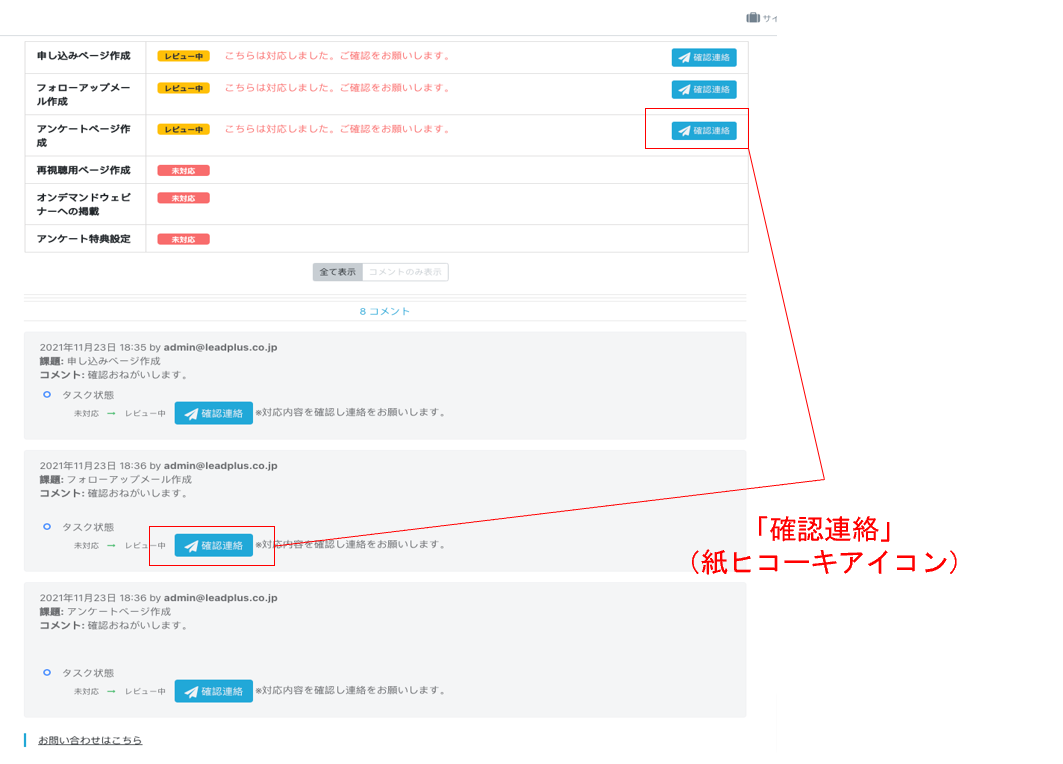 サイ
申し込みページ作成 レビュー中 こちらは対応しました。ご確認をお願いします。 確認連絡
フォローアップメー
ル作成 レビュー中 こちらは対応しました。ご確認をお願いします。 確認連絡
アンケートページ作
成 レビュー中 こちらは対応しました。ご確認をお願いします。 確認連絡
再視聴用ページ作成 未対応
オンデマンドウェビ
ナーへの掲載 未対応
アンケート特典設定 未対応
全て表示 コメントのみ表示
8 コメント
2021年11月23日 18:35 by admin@leadplus.co.jp
課題: 申し込みページ作成
コメント: 確認おねがいします。
タスク状態
未対応 → レビュー中 確認連絡 ※対応内容を確認し連絡をお願いします。
2021年11月23日 18:36 by admin@leadplus.co.jp
課題: フォローアップメール作成
コメント: 確認おねがいします。
タスク状態
未対応 → レビュー中 確認連絡 ※対応内容を確認し連絡をお願いします。
「確認連絡」
（紙ヒコーキアイコン）
2021年11月23日 18:36 by admin@leadplus.co.jp
課題: アンケートページ作成
コメント: 確認おねがいします。
タスク状態
未対応 → レビュー中 確認連絡 ※対応内容を確認し連絡をお願いします。
お問い合わせはこちら